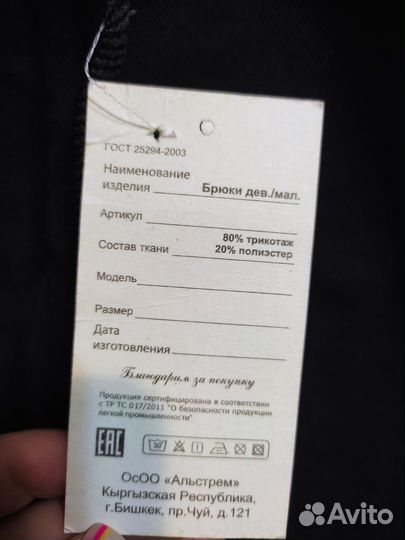 ГОСТ 25294-2003
Наименование
изделия Брюки дев./мал.
Артикул
80% трикотаж
Состав ткани 20% полиэстер
Модель
Размер
Дата
изготовления
Благодарим за покупку
Продукция сертифицирована в соответствии
с ТР ТС 017/2011 "О безопасности продукции
легкой промышленности"
EAC 30°
ОсОО «Альстрем»
Кыргызская Республика,
г.Бишкек, пр.Чуй, д.121
Avito